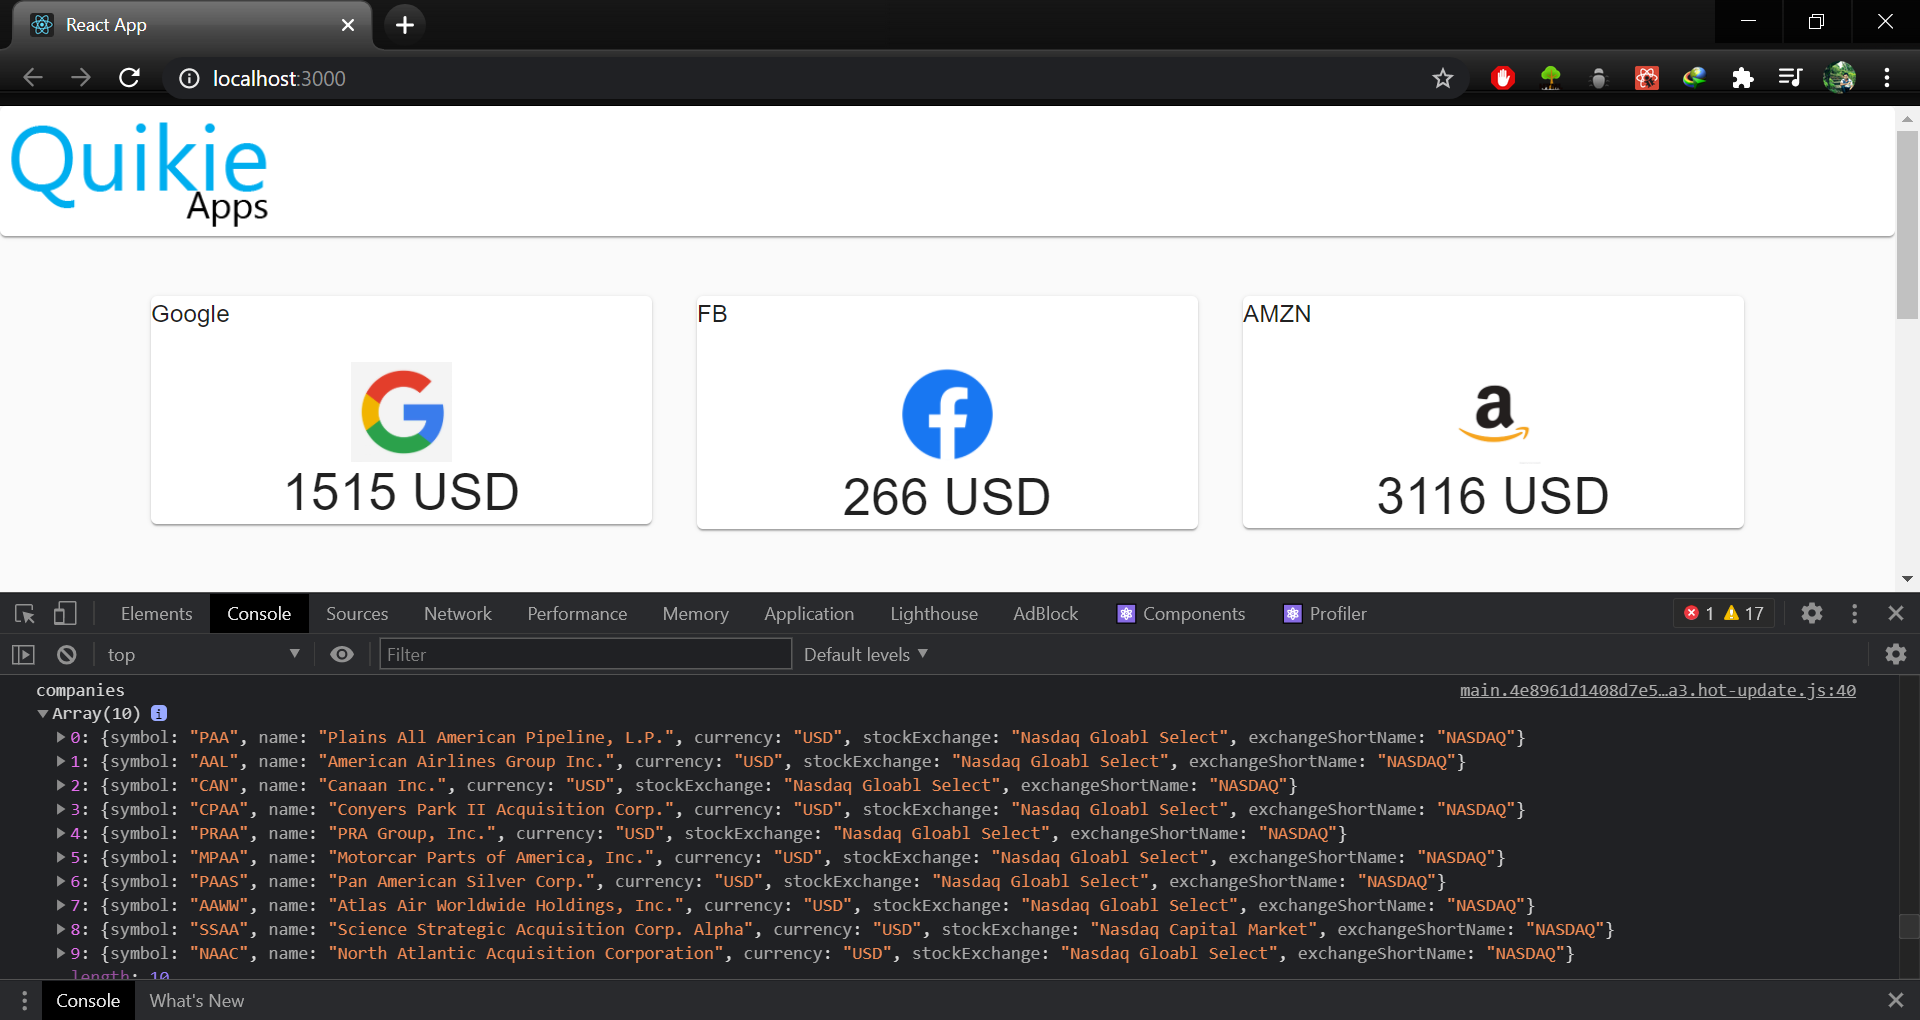 React App
localhost:3000
Quikie
Apps
Google
FB
AMZN
1515 USD
266 USD
3116 USD
Elements Console Sources Network Performance Memory Application Lighthouse AdBlock Components Profiler 1 17
top Filter Default levels
companies main.4e8961d1408d7e5…a3.hot-update.js:40
Array(10) i
0: {symbol: "PAA", name: "Plains All American Pipeline, L.P.", currency: "USD", stockExchange: "Nasdaq Gloabl Select", exchangeShortName: "NASDAQ"}
1: {symbol: "AAL", name: "American Airlines Group Inc.", currency: "USD", stockExchange: "Nasdaq Gloabl Select", exchangeShortName: "NASDAQ"}
2: {symbol: "CAN", name: "Canaan Inc.", currency: "USD", stockExchange: "Nasdaq Gloabl Select", exchangeShortName: "NASDAQ"}
3: {symbol: "CPAA", name: "Conyers Park II Acquisition Corp.", currency: "USD", stockExchange: "Nasdaq Gloabl Select", exchangeShortName: "NASDAQ"}
4: {symbol: "PRAA", name: "PRA Group, Inc.", currency: "USD", stockExchange: "Nasdaq Gloabl Select", exchangeShortName: "NASDAQ"}
5: {symbol: "MPAA", name: "Motorcar Parts of America, Inc.", currency: "USD", stockExchange: "Nasdaq Gloabl Select", exchangeShortName: "NASDAQ"}
6: {symbol: "PAAS", name: "Pan American Silver Corp.", currency: "USD", stockExchange: "Nasdaq Gloabl Select", exchangeShortName: "NASDAQ"}
7: {symbol: "AAWW", name: "Atlas Air Worldwide Holdings, Inc.", currency: "USD", stockExchange: "Nasdaq Gloabl Select", exchangeShortName: "NASDAQ"}
8: {symbol: "SSAA", name: "Science Strategic Acquisition Corp. Alpha", currency: "USD", stockExchange: "Nasdaq Capital Market", exchangeShortName: "NASDAQ"}
9: {symbol: "NAAC", name: "North Atlantic Acquisition Corporation", currency: "USD", stockExchange: "Nasdaq Gloabl Select", exchangeShortName: "NASDAQ"}
length: 10
Console What's New